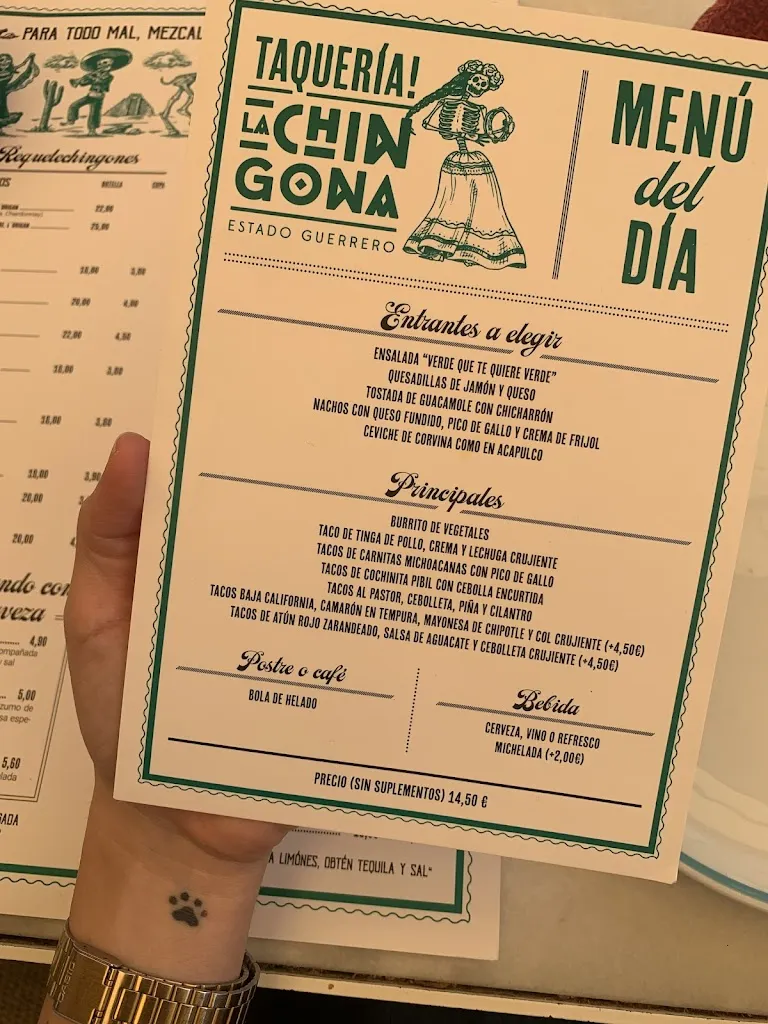 PARA TODO MAL, MEZCAL
Requetechingones
BOTELLA COPA
22,00
25,00
18,00 3,80
20,00 4,00
22,00 4,50
18,00 3,80
16,00 3,80
18,00
20,00
20,00
4,90
y sal
5,00
zumo de
sa espe-
5,60
TAQUERÍA!
LA CHIN
GONA
ESTADO GUERRERO
MENÚ
del
DÍA
Entrantes a elegir
ENSALADA "VERDE QUE TE QUIERE VERDE"
QUESADILLAS DE JAMÓN Y QUESO
TOSTADA DE GUACAMOLE CON CHICHARRÓN
NACHOS CON QUESO FUNDIDO, PICO DE GALLO Y CREMA DE FRIJOL
CEVICHE DE CORVINA COMO EN ACAPULCO
Principales
BURRITO DE VEGETALES
TACO DE TINGA DE POLLO, CREMA Y LECHUGA CRUJIENTE
TACOS DE CARNITAS MICHOACANAS CON PICO DE GALLO
TACOS DE COCHINITA PIBIL CON CEBOLLA ENCURTIDA
TACOS AL PASTOR, CEBOLLETA, PIÑA Y CILANTRO
TACOS BAJA CALIFORNIA, CAMARÓN EN TEMPURA, MAYONESA DE CHIPOTLE Y COL CRUJIENTE (+4,50€)
TACOS DE ATÚN ROJO ZARANDEADO, SALSA DE AGUACATE Y CEBOLLETA CRUJIENTE (+4,50€)
Postre o café
BOLA DE HELADO
Bebida
CERVEZA, VINO O REFRESCO
MICHELADA (+2,00€)
PRECIO (SIN SUPLEMENTOS) 14,50 €
A LIMÓNES, OBTÉN TEQUILA Y SAL"